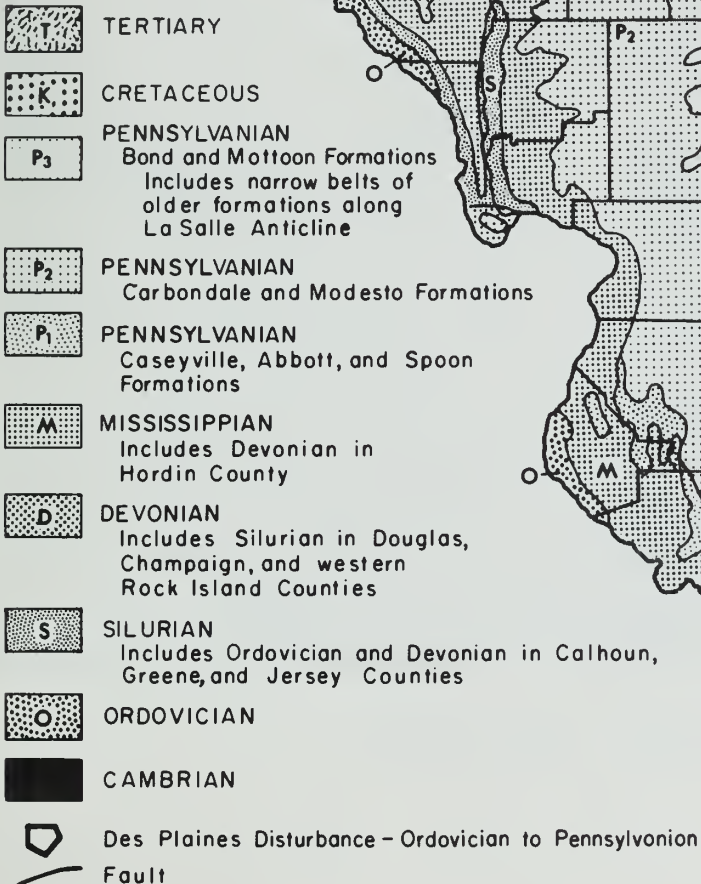 T TERTIARY
K CRETACEOUS
P3 PENNSYLVANIAN
Bond and Mottoon Formations
Includes narrow belts of
older formations along
La Salle Anticline
P2 PENNSYLVANIAN
Carbondale and Modesto Formations
P1 PENNSYLVANIAN
Caseyville, Abbott, and Spoon
Formations
M MISSISSIPPIAN
Includes Devonian in
Hordin County
D DEVONIAN
Includes Silurian in Douglas,
Champaign, and western
Rock Island Counties
S SILURIAN
Includes Ordovician and Devonian in Calhoun,
Greene, and Jersey Counties
O ORDOVICIAN
CAMBRIAN
Des Plaines Disturbance – Ordovician to Pennsylvonion
Fault
P2
O
S
O
M